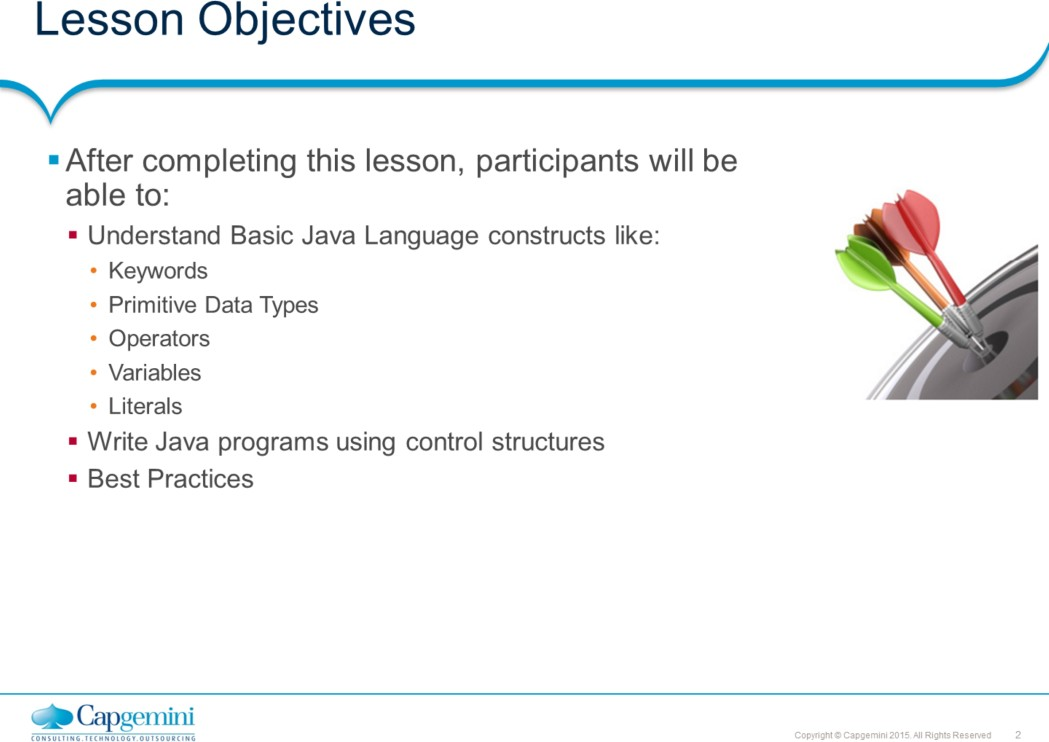 Lesson Objectives
▪ After completing this lesson, participants will be
able to:
▪ Understand Basic Java Language constructs like:
• Keywords
• Primitive Data Types
• Operators
• Variables
• Literals
▪ Write Java programs using control structures
▪ Best Practices
Capgemini
CONSULTING.TECHNOLOGY.OUTSOURCING
Copyright © Capgemini 2015. All Rights Reserved 2